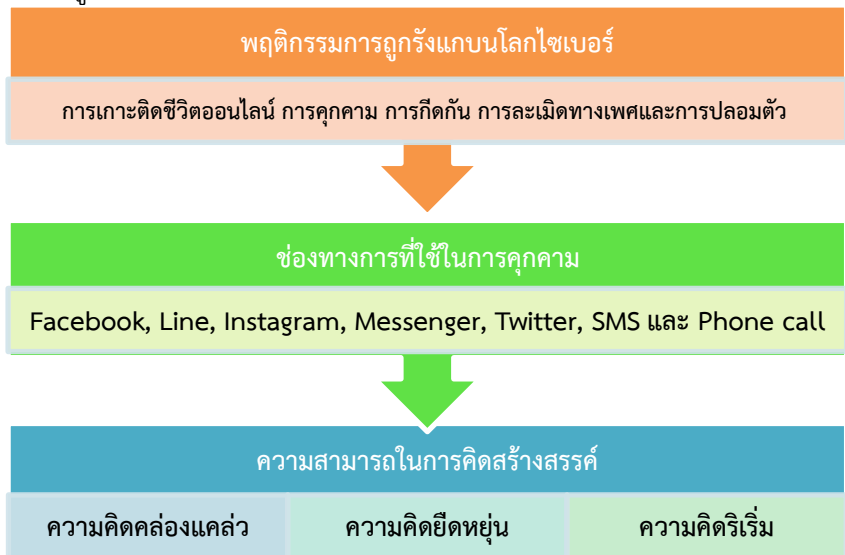 พฤติกรรมการถูกรังแกบนโลกไซเบอร์
การเกาะติดชีวิตออนไลน์ การคุกคาม การกีดกัน การละเมิดทางเพศและการปลอมตัว
ช่องทางการที่ใช้ในการคุกคาม
Facebook, Line, Instagram, Messenger, Twitter, SMS และ Phone call
ความสามารถในการคิดสร้างสรรค์
ความคิดคล่องแคล่ว ความคิดยืดหยุ่น ความคิดริเริ่ม